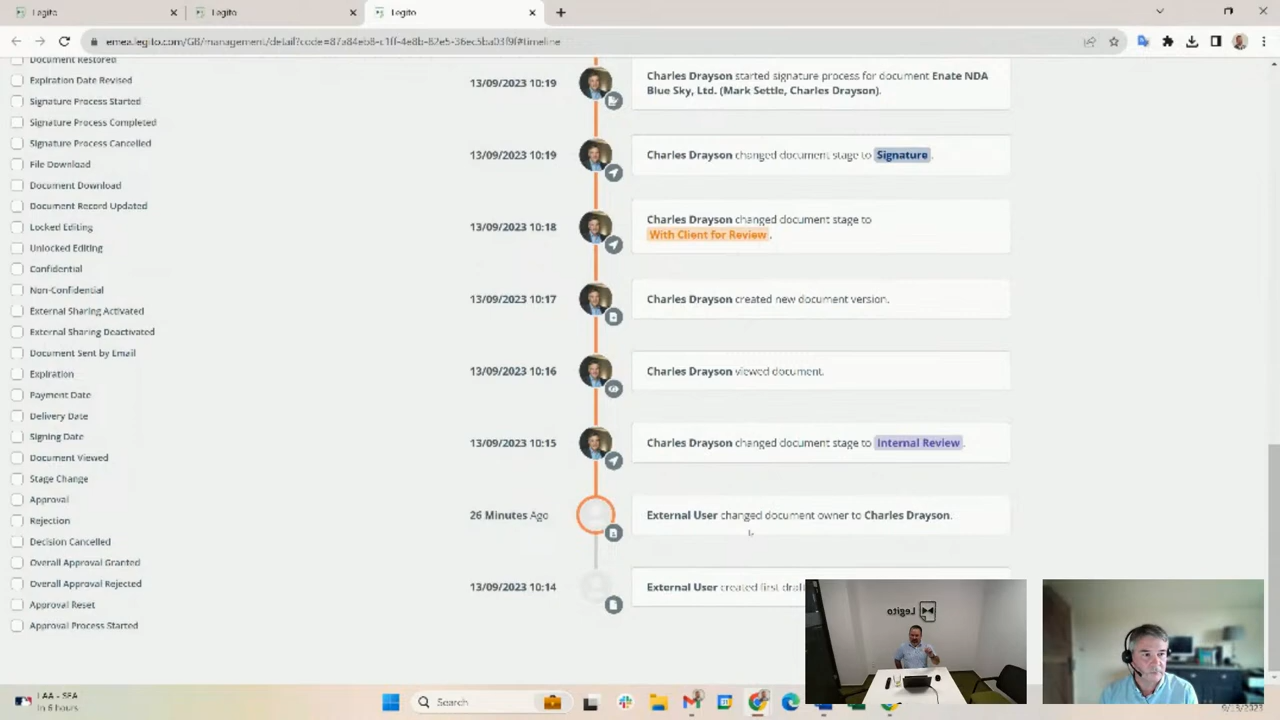 Legito
Legito
Legito
emea.legito.com/GB/management/detail?code=87a84eb8-c1ff-4e8b-82e5-36ec5ba03f9f#timeline
Document Restored
Expiration Date Revised
Signature Process Started
Signature Process Completed
Signature Process Cancelled
File Download
Document Download
Document Record Updated
Locked Editing
Unlocked Editing
Confidential
Non-Confidential
External Sharing Activated
External Sharing Deactivated
Document Sent by Email
Expiration
Payment Date
Delivery Date
Signing Date
Document Viewed
Stage Change
Approval
Rejection
Decision Cancelled
Overall Approval Granted
Overall Approval Rejected
Approval Reset
Approval Process Started
13/09/2023 10:19
Charles Drayson started signature process for document Enate NDA
Blue Sky, Ltd. (Mark Settle, Charles Drayson).
13/09/2023 10:19
Charles Drayson changed document stage to Signature.
13/09/2023 10:18
Charles Drayson changed document stage to
With Client for Review.
13/09/2023 10:17
Charles Drayson created new document version.
13/09/2023 10:16
Charles Drayson viewed document.
13/09/2023 10:15
Charles Drayson changed document stage to Internal Review.
26 Minutes Ago
External User changed document owner to Charles Drayson.
13/09/2023 10:14
External User created first
Legito
LAA - SEA
In 6 hours
Search